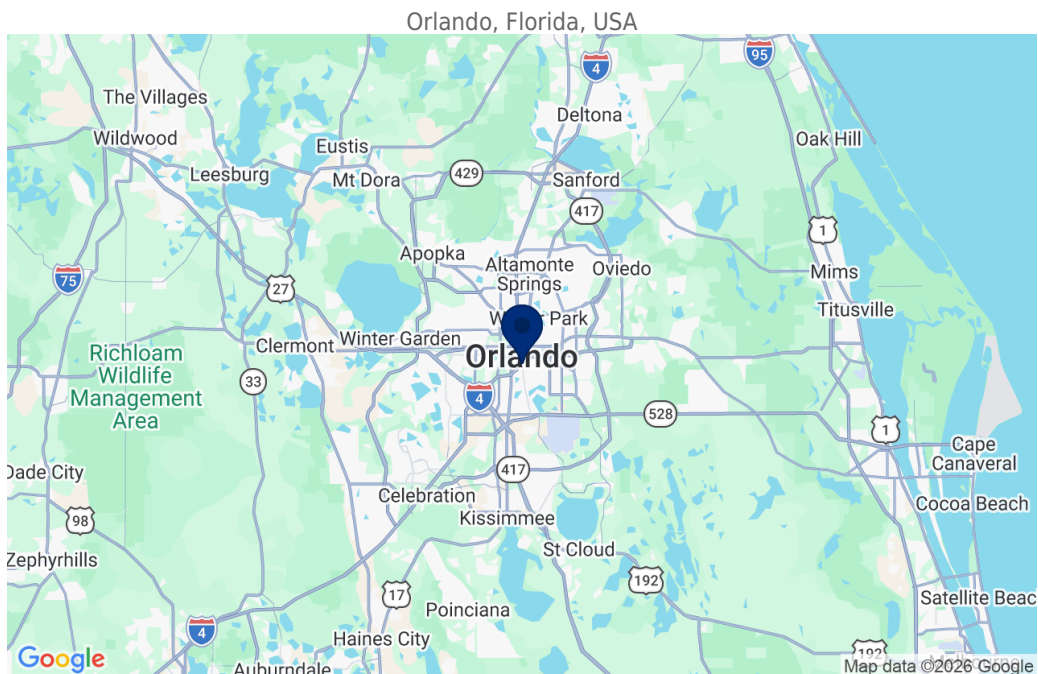 Orlando, Florida, USA
95
4
The Villages
Deltona
Wildwood
Oak Hill
Eustis
Leesburg
Mt Dora
429
Sanford
417
1
Apopka
Altamonte
Springs
Oviedo
Mims
75
27
Titusville
Winter Park
Clermont
Winter Garden
Orlando
Richloam
Wildlife
Management
Area
33
4
528
1
Cape
Canaveral
Dade City
417
Celebration
Cocoa Beach
98
Kissimmee
Zephyrhills
St Cloud
192
17
Poinciana
Satellite Beac
4
Haines City
192
Google
Auburndale
Map data ©2026 Google